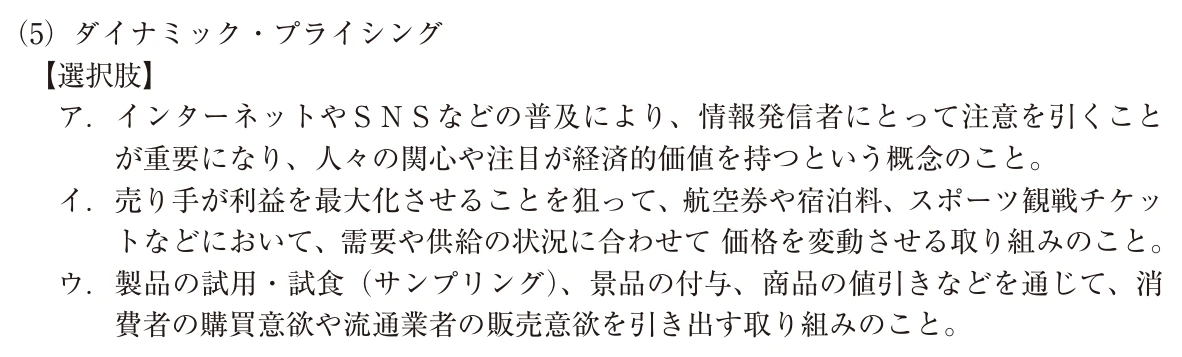 (5) ダイナミック・プライシング
【選択肢】
ア．インターネットやＳＮＳなどの普及により、情報発信者にとって注意を引くこと
が重要になり、人々の関心や注目が経済的価値を持つという概念のこと。
イ．売り手が利益を最大化させることを狙って、航空券や宿泊料、スポーツ観戦チケッ
トなどにおいて、需要や供給の状況に合わせて 価格を変動させる取り組みのこと。
ウ．製品の試用・試食（サンプリング）、景品の付与、商品の値引きなどを通じて、消
費者の購買意欲や流通業者の販売意欲を引き出す取り組みのこと。